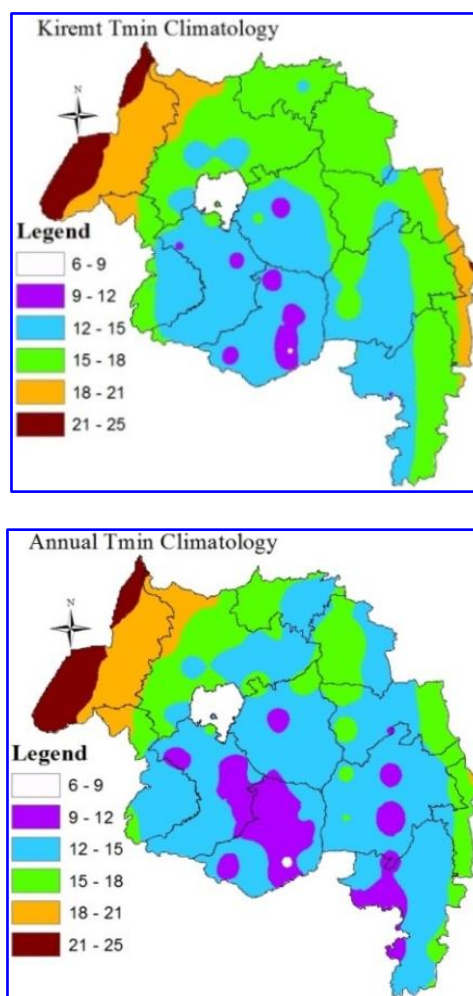 Kiremt Tmin Climatology
N
Legend
6 - 9
9 - 12
12 - 15
15 - 18
18 - 21
21 - 25
Annual Tmin Climatology
N
Legend
6 - 9
9 - 12
12 - 15
15 - 18
18 - 21
21 - 25